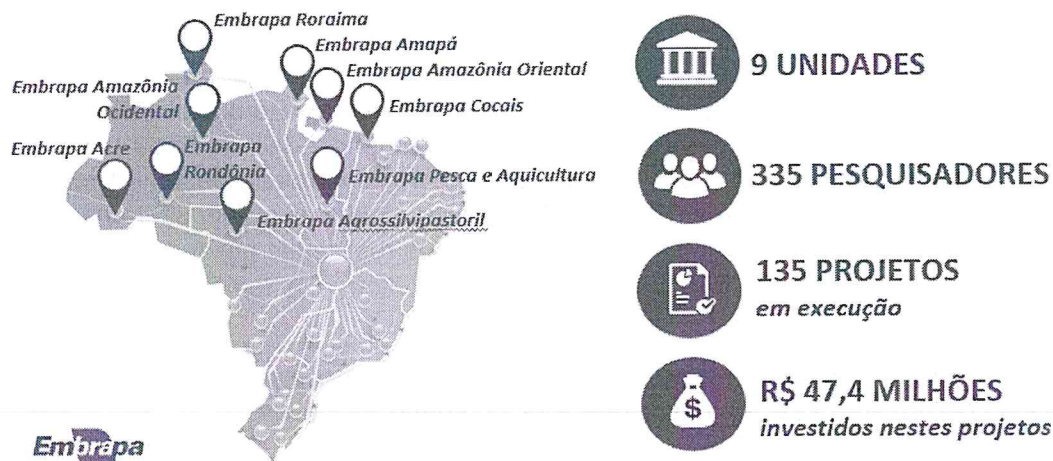 Embrapa Roraima
Embrapa Amapá
Embrapa Amazônia Oriental
Embrapa Amazônia
Ocidental
Embrapa Cocais
Embrapa Acre
Embrapa
Rondônia
Embrapa Pesca e Aquicultura
Embrapa Agrossilvipastoril
9 UNIDADES
335 PESQUISADORES
135 PROJETOS
em execução
R$ 47,4 MILHÕES
investidos nestes projetos
$
Embrapa